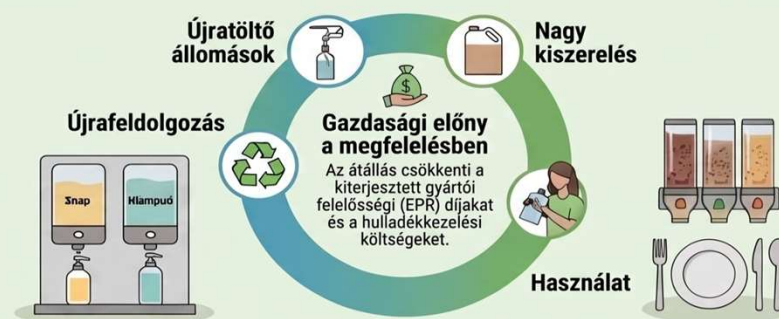 Újratöltő
állomások
Nagy
kiszerelés
Újrafeldolgozás
Gazdasági előny
a megfelelésben
Az átállás csökkenti a
kiterjesztett gyártói
felelősségi (EPR) díjakat
és a hulladékkezelési
költségeket.
Snap
Hlampuó
Használat
$